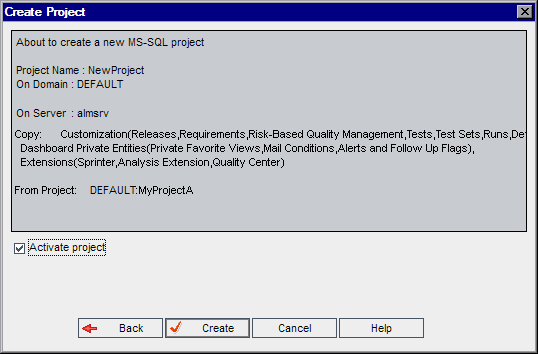 Create Project
About to create a new MS-SQL project
Project Name : NewProject
On Domain : DEFAULT
On Server : almsrv
Copy: Customization(Releases,Requirements,Risk-Based Quality Management,Tests,Test Sets,Runs,De
Dashboard Private Entities(Private Favorite Views,Mail Conditions,Alerts and Follow Up Flags),
Extensions(Sprinter,Analysis Extension,Quality Center)
From Project: DEFAULT:MyProjectA
Activate project
Back Create Cancel Help